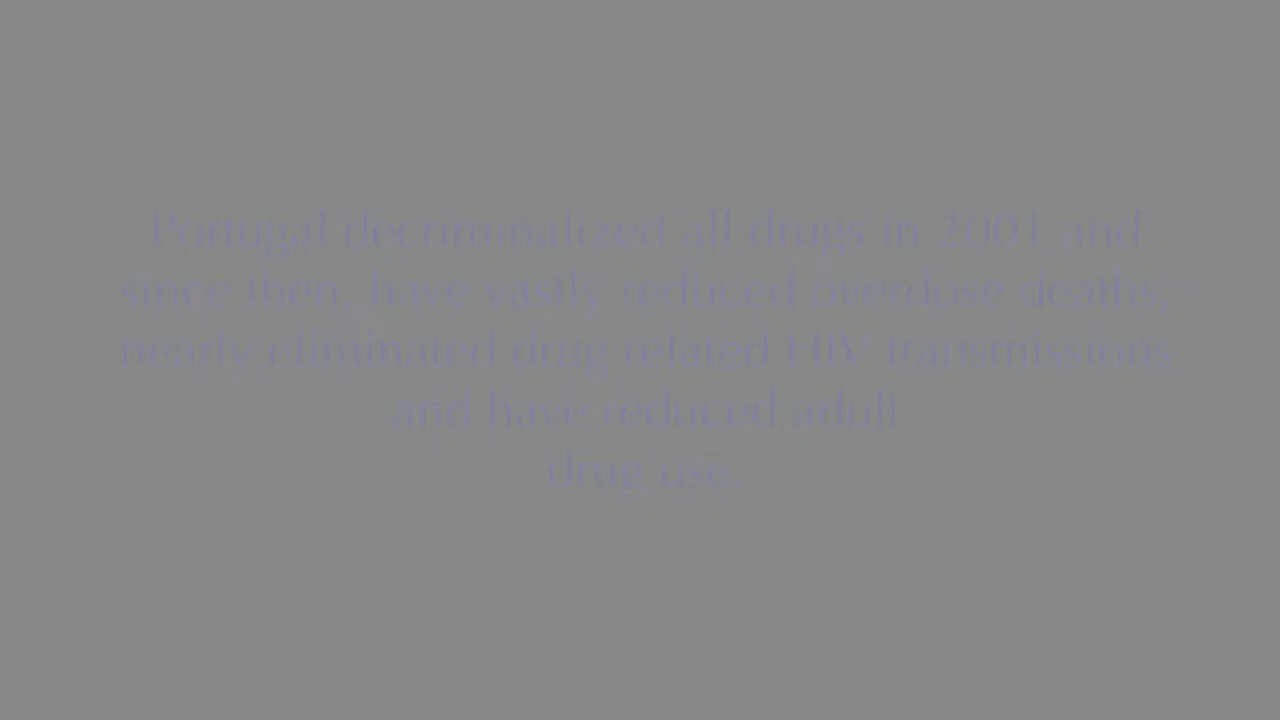 Portugal decriminalized all drugs in 2001 and
since then, have vastly reduced overdose deaths,
nearly eliminated drug related HIV transmissions
and have reduced adult
drug use.